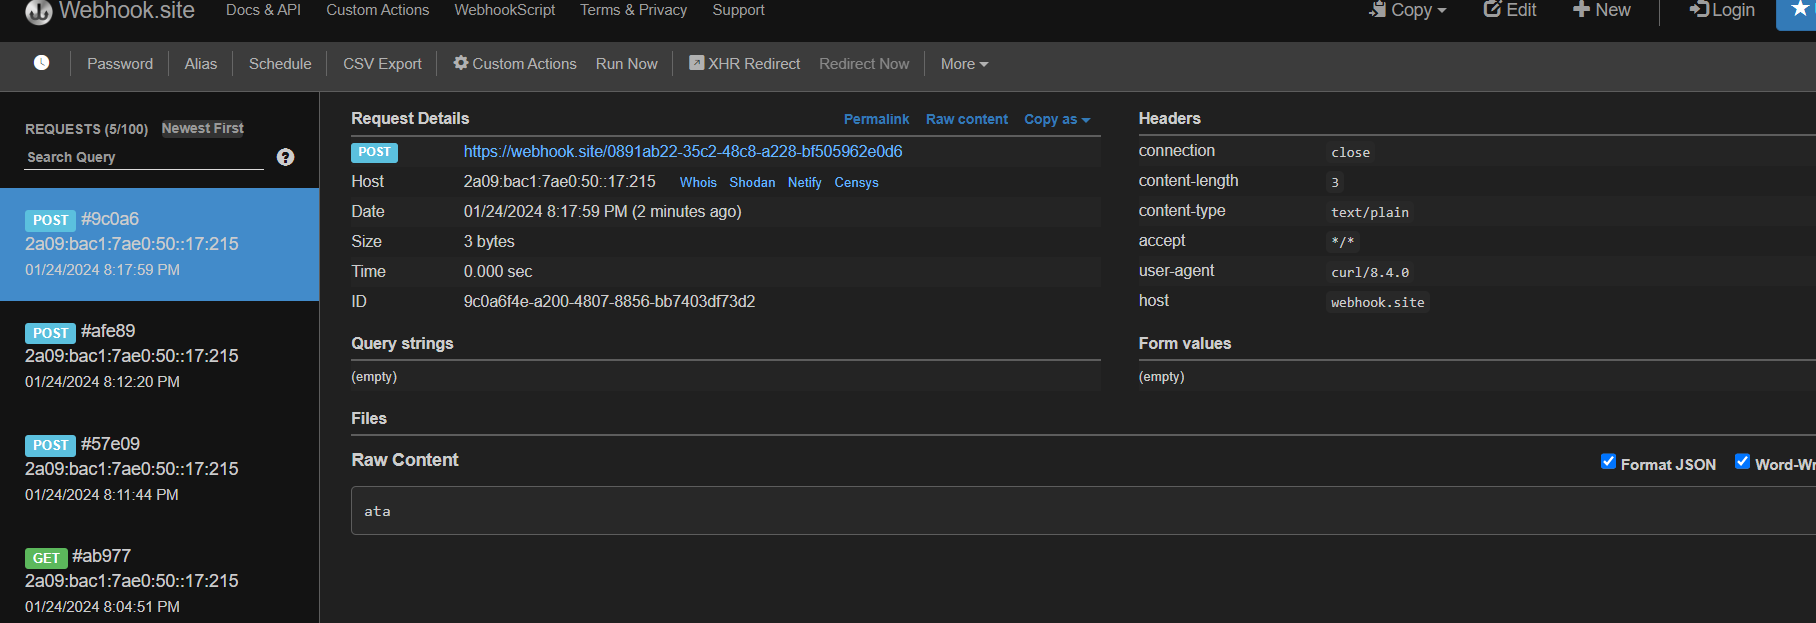 Webhook.site Docs & API Custom Actions WebhookScript Terms & Privacy Support Copy Edit New Login
Password Alias Schedule CSV Export Custom Actions Run Now XHR Redirect Redirect Now More
REQUESTS (5/100) Newest First
Search Query
POST #9c0a6
2a09:bac1:7ae0:50::17:215
01/24/2024 8:17:59 PM
POST #afe89
2a09:bac1:7ae0:50::17:215
01/24/2024 8:12:20 PM
POST #57e09
2a09:bac1:7ae0:50::17:215
01/24/2024 8:11:44 PM
GET #ab977
2a09:bac1:7ae0:50::17:215
01/24/2024 8:04:51 PM
Request Details Permalink Raw content Copy as
POST https://webhook.site/0891ab22-35c2-48c8-a228-bf505962e0d6
Host 2a09:bac1:7ae0:50::17:215 Whois Shodan Netify Censys
Date 01/24/2024 8:17:59 PM (2 minutes ago)
Size 3 bytes
Time 0.000 sec
ID 9c0a6f4e-a200-4807-8856-bb7403df73d2
Headers
connection close
content-length 3
content-type text/plain
accept */*
user-agent curl/8.4.0
host webhook.site
Query strings
(empty)
Form values
(empty)
Files
Raw Content Format JSON Word-Wr
ata